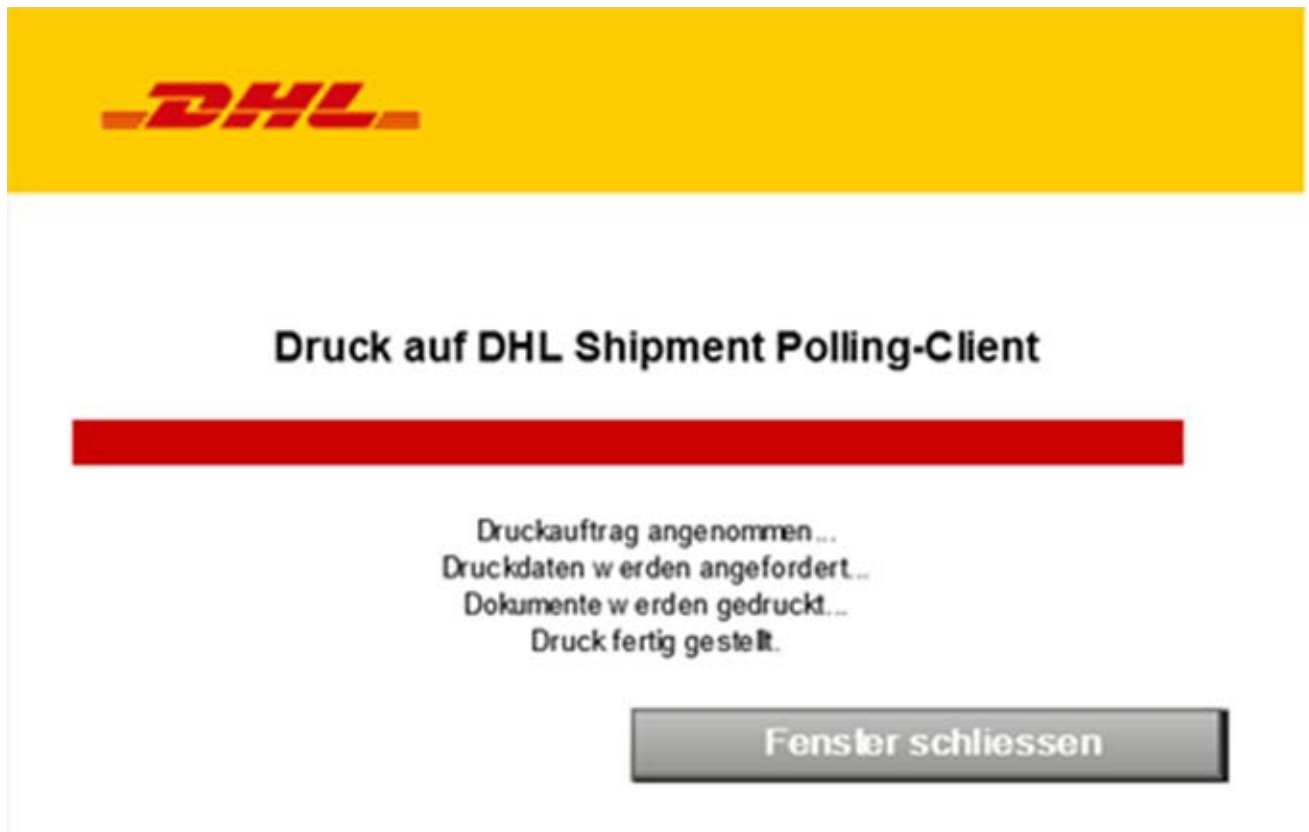 DHL
Druck auf DHL Shipment Polling-Client
Druckauftrag angenommen...
Druckdaten werden angefordert...
Dokumente werden gedruckt...
Druck fertig gestellt.
Fenster schliessen